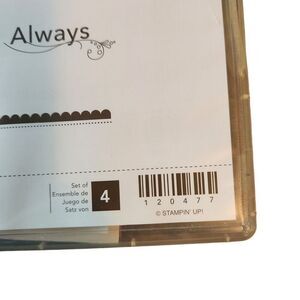 Always
Set of
Ensemble de
Juego de
Satz von
4
120477
© STAMPIN' UP!